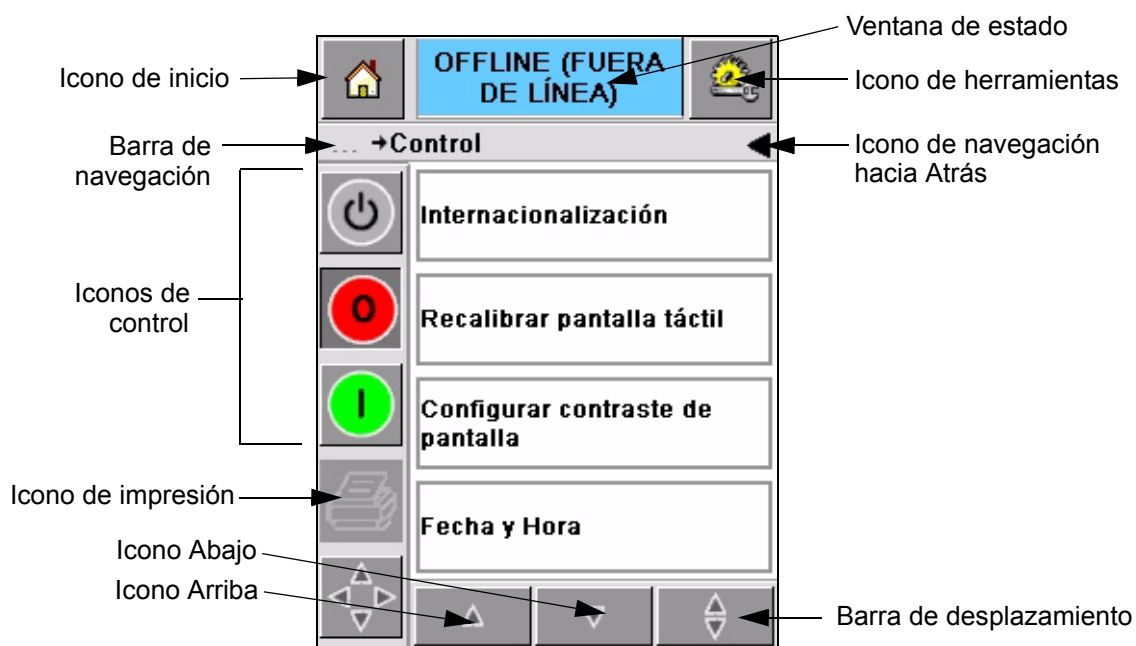 Ventana de estado
Icono de inicio
OFFLINE (FUERA
DE LÍNEA)
Icono de herramientas
Barra de
navegación
... →Control
Icono de navegación
hacia Atrás
Iconos de
control
Internacionalización
O
Recalibrar pantalla táctil
I
Configurar contraste de
pantalla
Icono de impresión
Fecha y Hora
Icono Abajo
Icono Arriba
Barra de desplazamiento